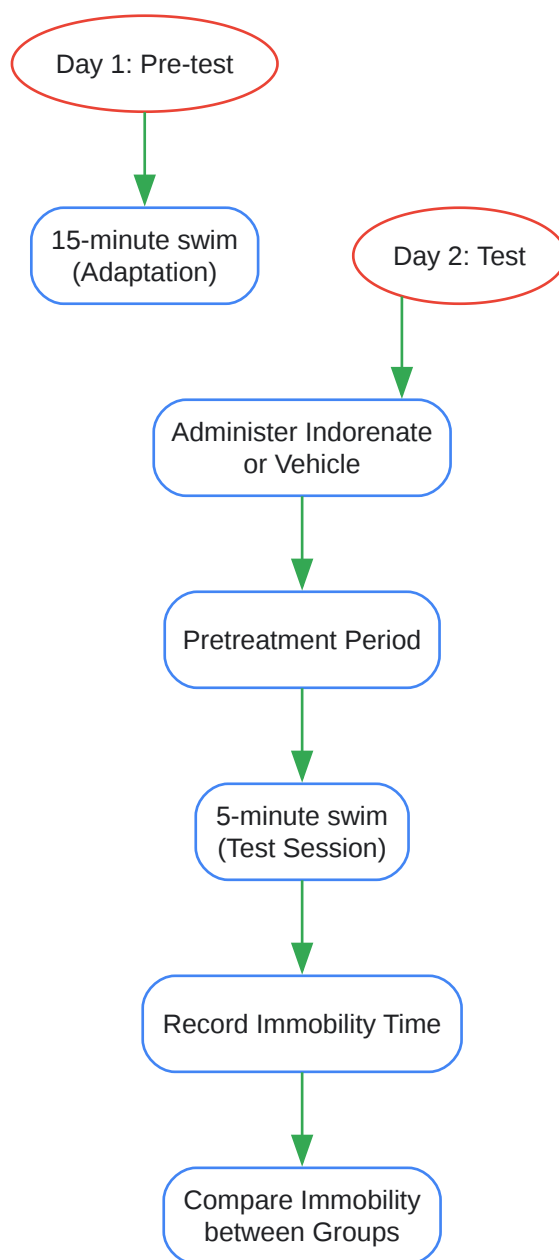 Day 1: Pre-test
15-minute swim
(Adaptation)
Day 2: Test
Administer Indorenate
or Vehicle
Pretreatment Period
5-minute swim
(Test Session)
Record Immobility Time
Compare Immobility
between Groups